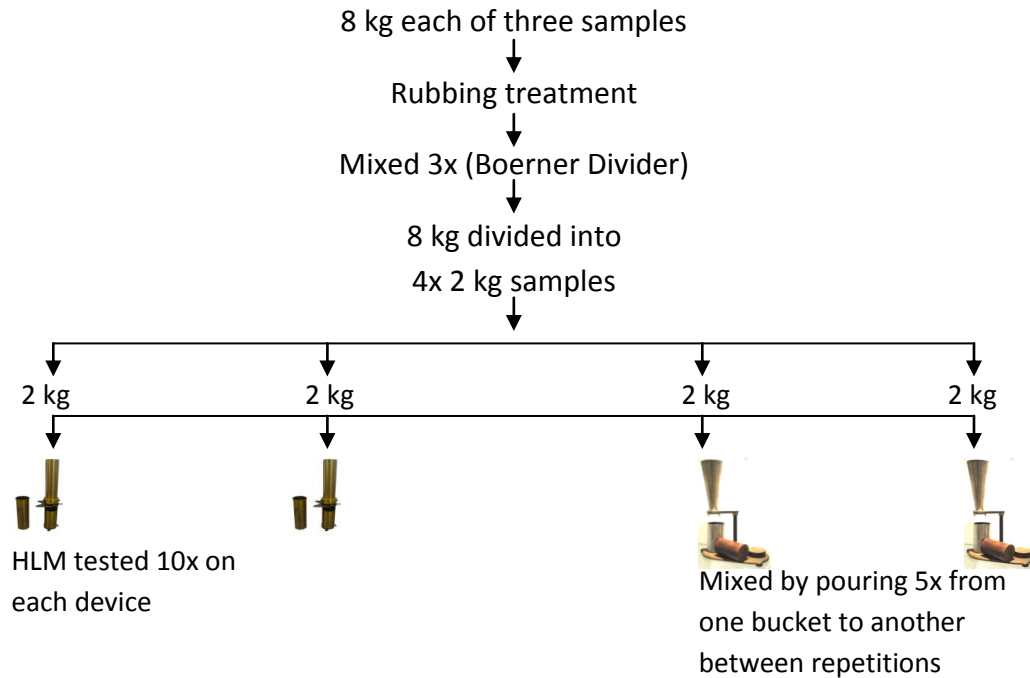 8 kg each of three samples
Rubbing treatment
Mixed 3x (Boerner Divider)
8 kg divided into
4x 2 kg samples
2 kg
2 kg
2 kg
2 kg
HLM tested 10x on
each device
Mixed by pouring 5x from
one bucket to another
between repetitions